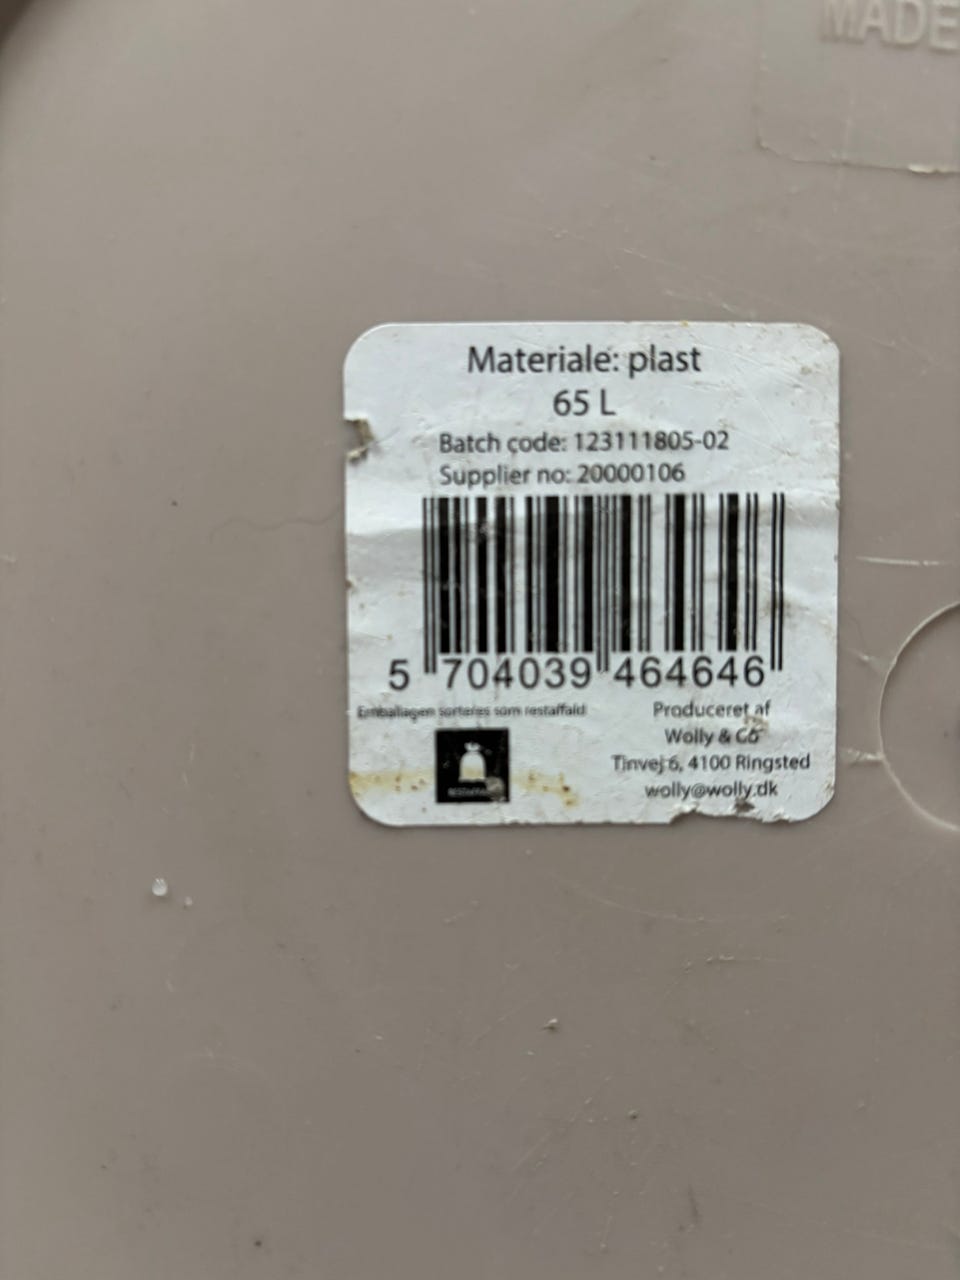 MADE
Materiale: plast
65 L
Batch code: 123111805-02
Supplier no: 20000106
5 704039 464646
Emballagen sorteres som restaffald
Produceret af
Wolly & Co
Tinvej 6, 4100 Ringsted
wolly@wolly.dk